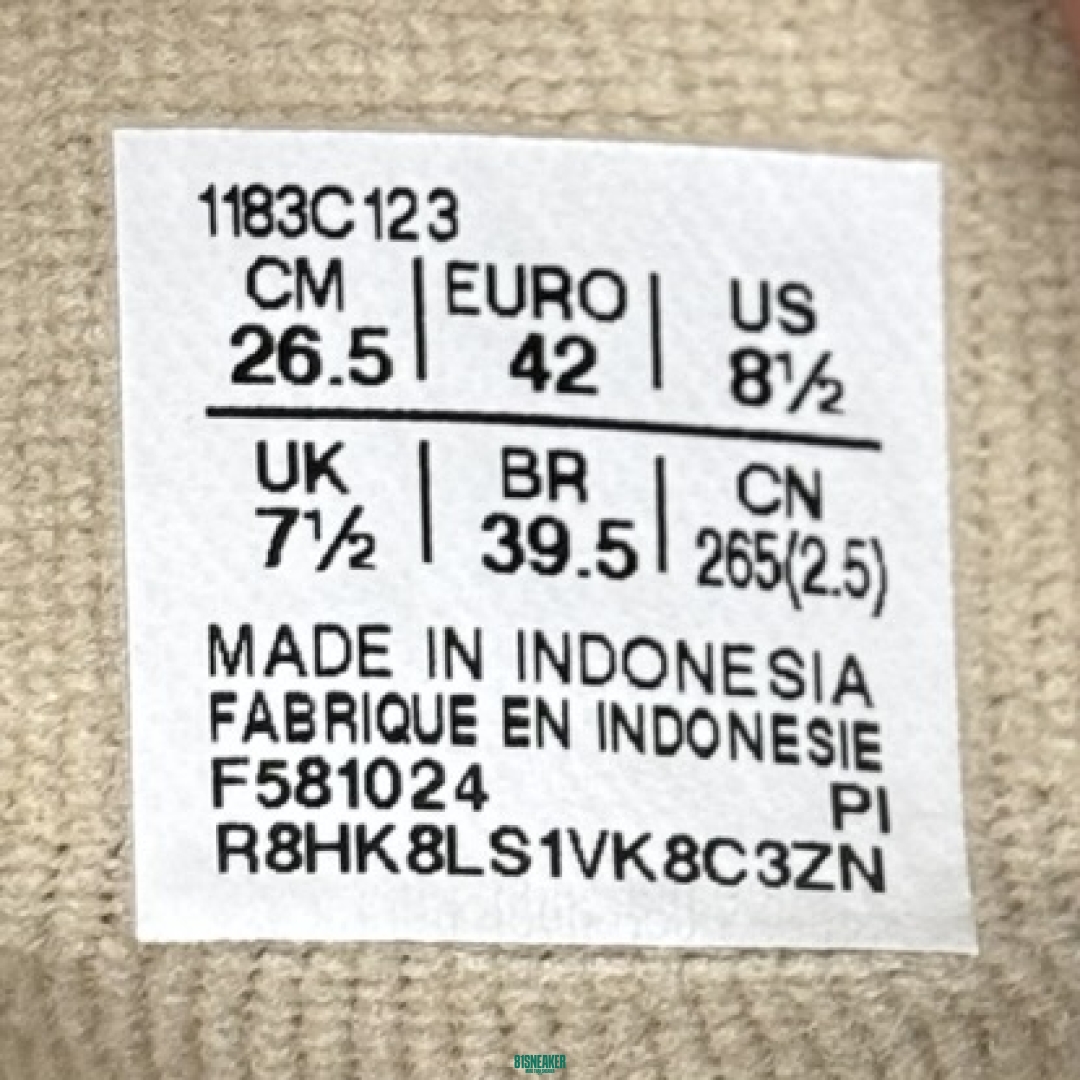 1183C123
CM | EURO | US
26.5 | 42 | 8½
UK | BR | CN
7½ | 39.5 | 265(2.5)
MADE IN INDONESIA
FABRIQUE EN INDONESIE
F581024 PI
R8HK8LS1VK8C3ZN
81SNEAKER